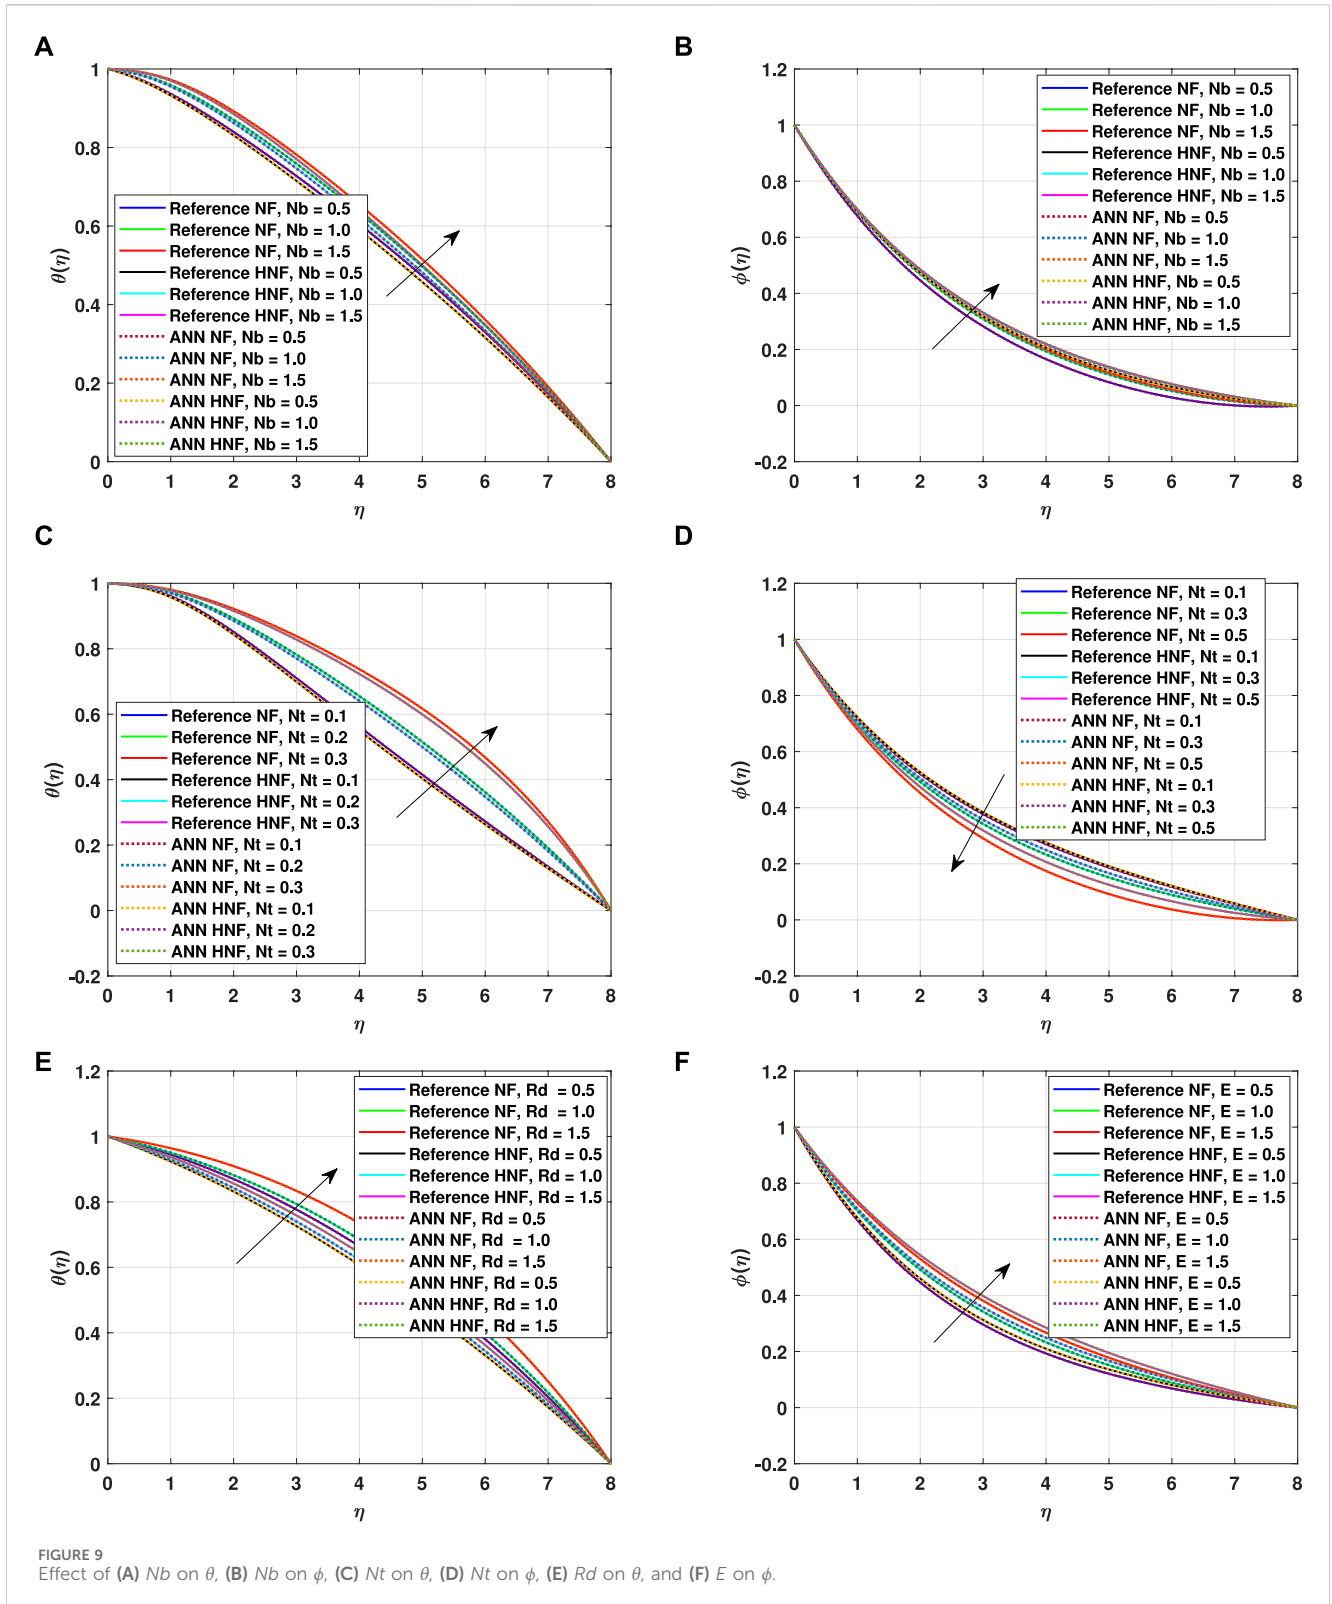 A
1
0.8
0.6
0.4
0.2
0
θ(η)
Reference NF, Nb = 0.5
Reference NF, Nb = 1.0
Reference NF, Nb = 1.5
Reference HNF, Nb = 0.5
Reference HNF, Nb = 1.0
Reference HNF, Nb = 1.5
ANN NF, Nb = 0.5
ANN NF, Nb = 1.0
ANN NF, Nb = 1.5
ANN HNF, Nb = 0.5
ANN HNF, Nb = 1.0
ANN HNF, Nb = 1.5
0 1 2 3 4 5 6 7 8
η
B
1.2
1
0.8
0.6
0.4
0.2
0
-0.2
ϕ(η)
Reference NF, Nb = 0.5
Reference NF, Nb = 1.0
Reference NF, Nb = 1.5
Reference HNF, Nb = 0.5
Reference HNF, Nb = 1.0
Reference HNF, Nb = 1.5
ANN NF, Nb = 0.5
ANN NF, Nb = 1.0
ANN NF, Nb = 1.5
ANN HNF, Nb = 0.5
ANN HNF, Nb = 1.0
ANN HNF, Nb = 1.5
0 1 2 3 4 5 6 7 8
η
C
1
0.8
0.6
0.4
0.2
0
-0.2
θ(η)
Reference NF, Nt = 0.1
Reference NF, Nt = 0.2
Reference NF, Nt = 0.3
Reference HNF, Nt = 0.1
Reference HNF, Nt = 0.2
Reference HNF, Nt = 0.3
ANN NF, Nt = 0.1
ANN NF, Nt = 0.2
ANN NF, Nt = 0.3
ANN HNF, Nt = 0.1
ANN HNF, Nt = 0.2
ANN HNF, Nt = 0.3
0 1 2 3 4 5 6 7 8
η
D
1.2
1
0.8
0.6
0.4
0.2
0
-0.2
ϕ(η)
Reference NF, Nt = 0.1
Reference NF, Nt = 0.3
Reference NF, Nt = 0.5
Reference HNF, Nt = 0.1
Reference HNF, Nt = 0.3
Reference HNF, Nt = 0.5
ANN NF, Nt = 0.1
ANN NF, Nt = 0.3
ANN NF, Nt = 0.5
ANN HNF, Nt = 0.1
ANN HNF, Nt = 0.3
ANN HNF, Nt = 0.5
0 1 2 3 4 5 6 7 8
η
E
1.2
1
0.8
0.6
0.4
0.2
0
θ(η)
Reference NF, Rd = 0.5
Reference NF, Rd = 1.0
Reference NF, Rd = 1.5
Reference HNF, Rd = 0.5
Reference HNF, Rd = 1.0
Reference HNF, Rd = 1.5
ANN NF, Rd = 0.5
ANN NF, Rd = 1.0
ANN NF, Rd = 1.5
ANN HNF, Rd = 0.5
ANN HNF, Rd = 1.0
ANN HNF, Rd = 1.5
0 1 2 3 4 5 6 7 8
η
F
1.2
1
0.8
0.6
0.4
0.2
0
-0.2
ϕ(η)
Reference NF, E = 0.5
Reference NF, E = 1.0
Reference NF, E = 1.5
Reference HNF, E = 0.5
Reference HNF, E = 1.0
Reference HNF, E = 1.5
ANN NF, E = 0.5
ANN NF, E = 1.0
ANN NF, E = 1.5
ANN HNF, E = 0.5
ANN HNF, E = 1.0
ANN HNF, E = 1.5
0 1 2 3 4 5 6 7 8
η
FIGURE 9
Effect of (A) Nb on θ, (B) Nb on ϕ, (C) Nt on θ, (D) Nt on ϕ, (E) Rd on θ, and (F) E on ϕ.